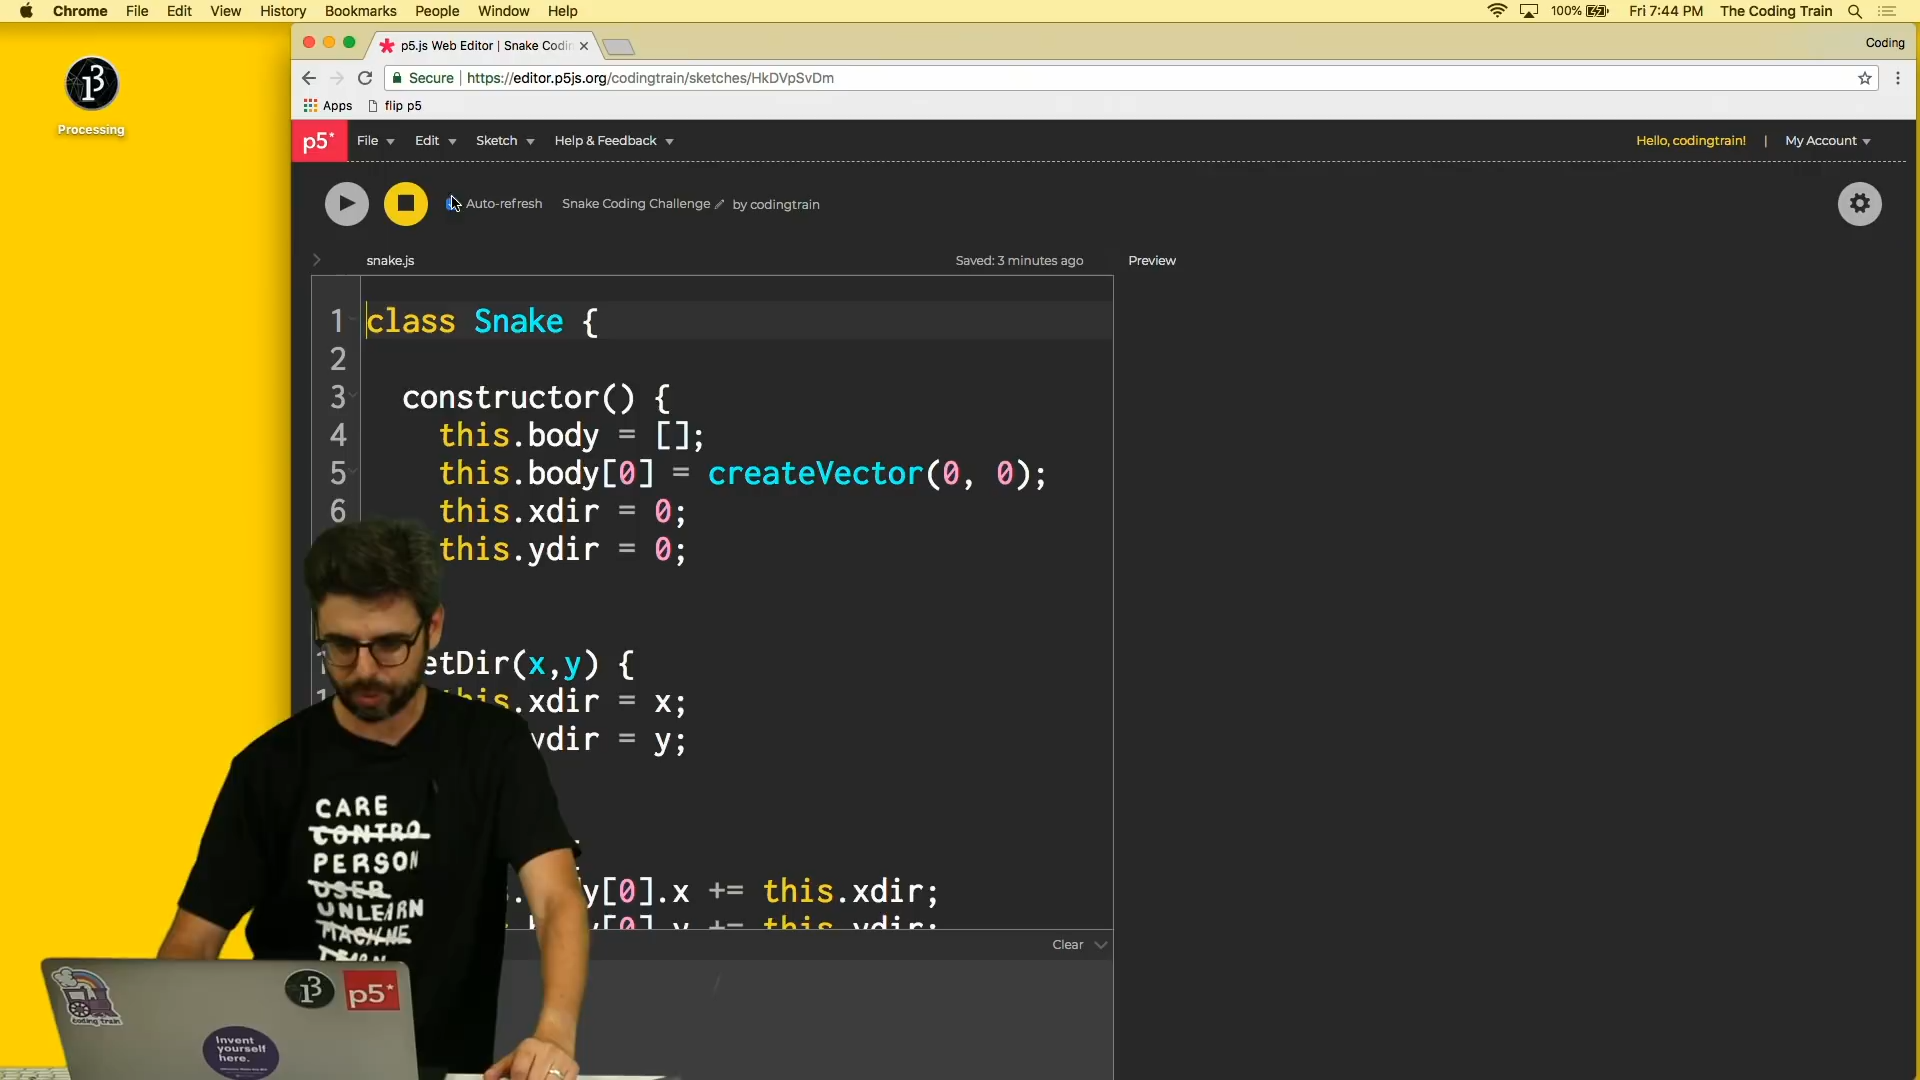 Chrome File Edit View History Bookmarks People Window Help 100% Fri 7:44 PM The Coding Train
p5.js Web Editor | Snake Codin Coding
Secure https://editor.p5js.org/codingtrain/sketches/HkDVpSvDm
Apps flip p5
Processing
p5* File Edit Sketch Help & Feedback Hello, codingtrain! | My Account
Auto-refresh Snake Coding Challenge by codingtrain
snake.js Saved: 3 minutes ago Preview
1 class Snake {
2
3 constructor() {
4 this.body = [];
5 this.body[0] = createVector(0, 0);
6 this.xdir = 0;
this.ydir = 0;
etDir(x,y) {
this.xdir = x;
ydir = y;
y[0].x += this.xdir;
y[0].y += this.ydir;
Clear
CARE
CONTRO
PERSON
USER
UNLEARN
MACHINE
coding train
p5*
Invent
yourself
here.